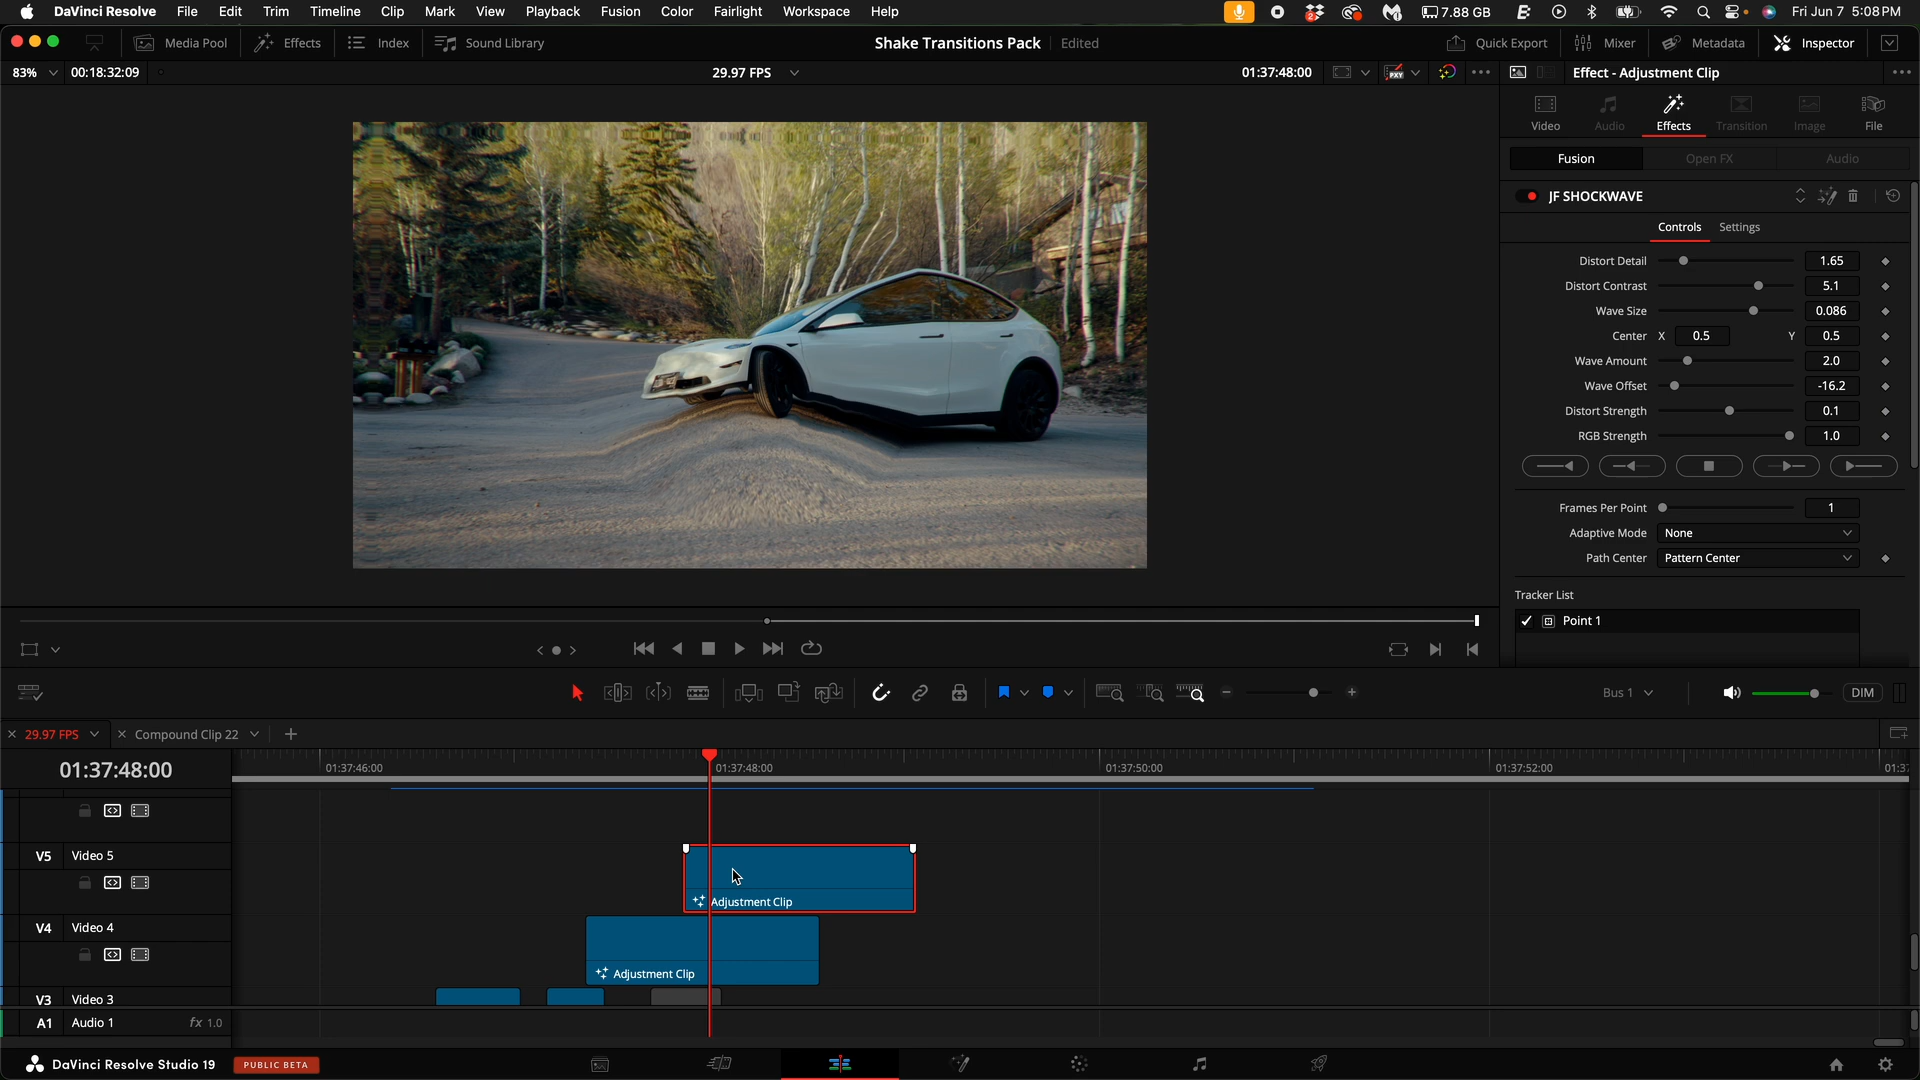 DaVinci Resolve File Edit Trim Timeline Clip Mark View Playback Fusion Color Fairlight Workspace Help 2 7.88 GB Fri Jun 7 5:08 PM
Media Pool Effects Index Sound Library Shake Transitions Pack Edited Quick Export Mixer Metadata Inspector
83% 00:18:32:09 29.97 FPS 01:37:48:00 PXY Effect - Adjustment Clip
Video Audio Effects Transition Image File
Fusion Open FX Audio
JF SHOCKWAVE
Controls Settings
Distort Detail 1.65
Distort Contrast 5.1
Wave Size 0.086
Center X 0.5 Y 0.5
Wave Amount 2.0
Wave Offset -16.2
Distort Strength 0.1
RGB Strength 1.0
Frames Per Point 1
Adaptive Mode None
Path Center Pattern Center
Tracker List
Point 1
Bus 1 DIM
29.97 FPS Compound Clip 22
01:37:48:00 01:37:46:00 01:37:48:00 01:37:50:00 01:37:52:00 01:37
V5 Video 5
Adjustment Clip
V4 Video 4
Adjustment Clip
V3 Video 3
A1 Audio 1 fx 1.0
DaVinci Resolve Studio 19 PUBLIC BETA